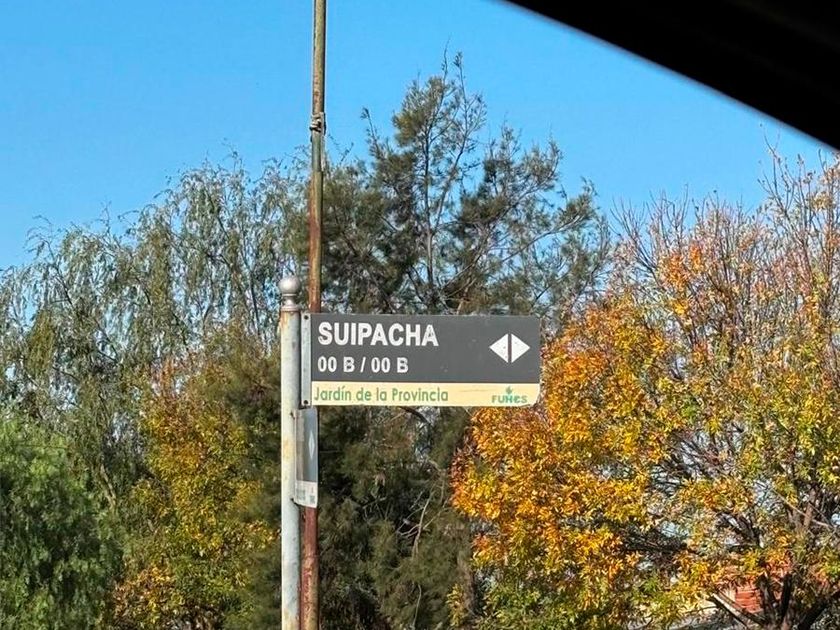 SUIPACHA
00 B / 00 B
Jardín de la Provincia
FUNES